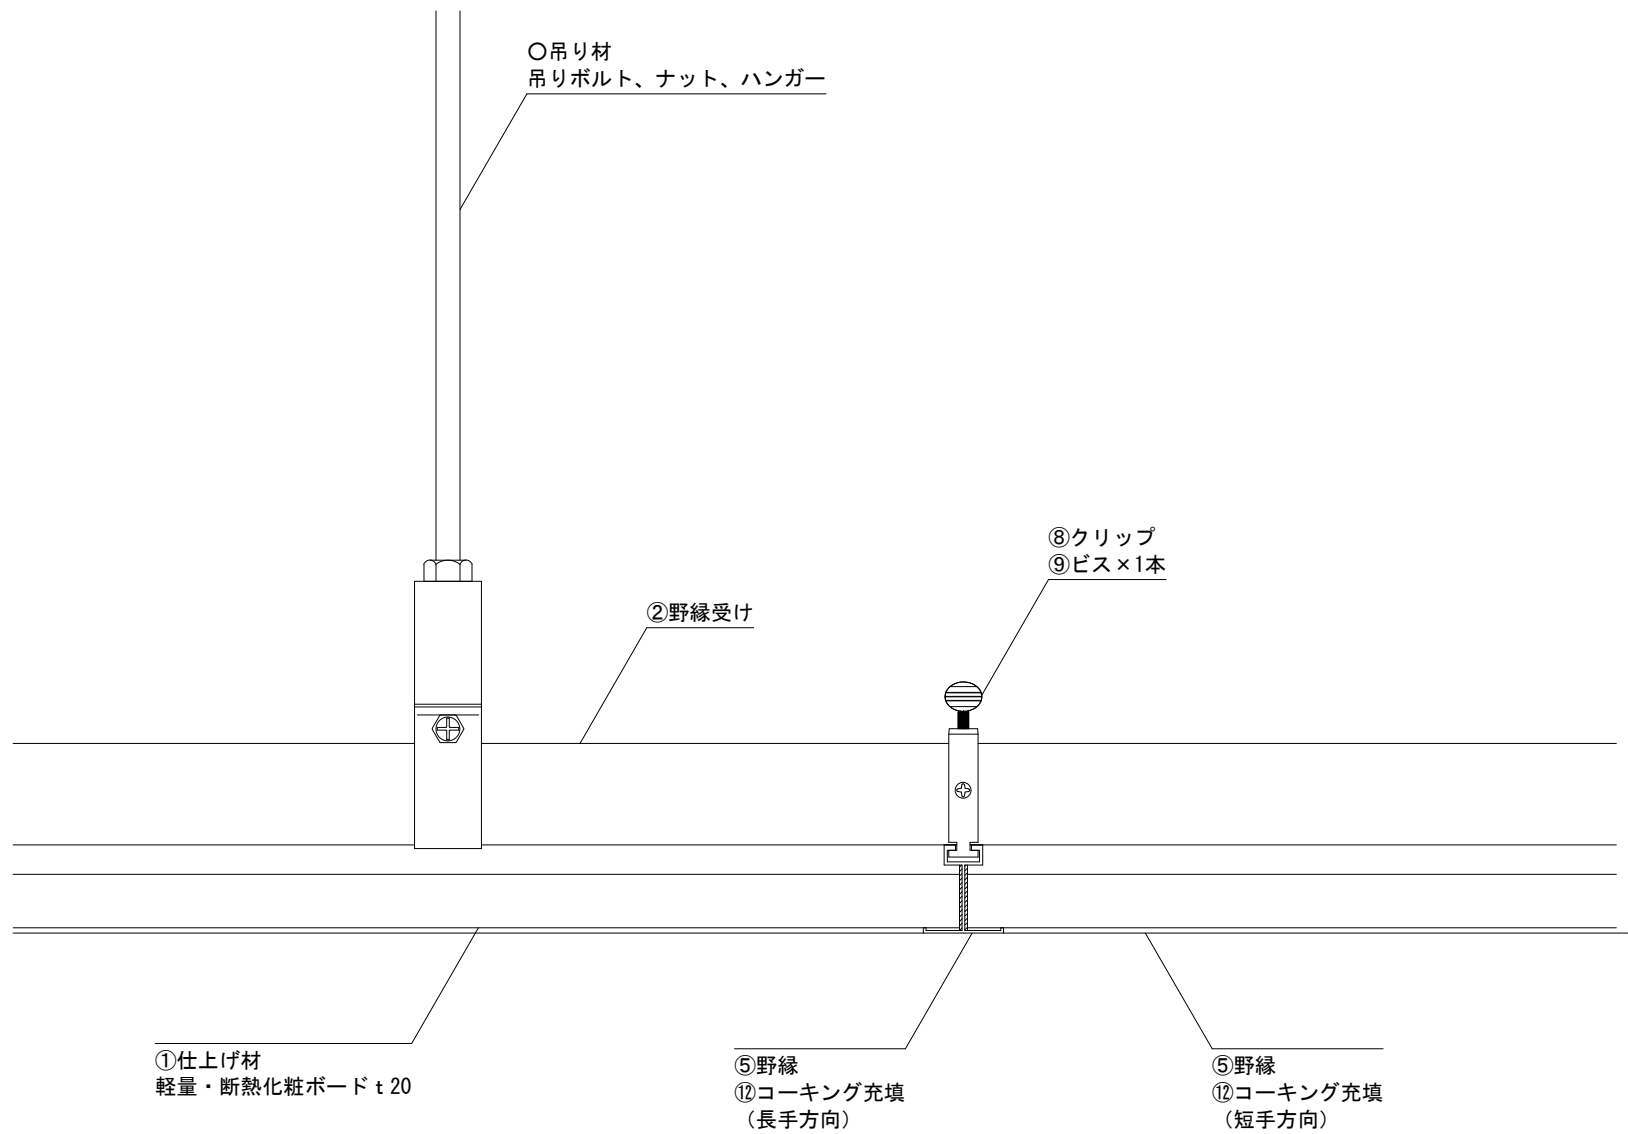 〇吊り材
吊りボルト、ナット、ハンガー
⑧クリップ
⑨ビス×1本
②野縁受け
①仕上げ材
軽量・断熱化粧ボードｔ20
⑤野縁
⑫コーキング充填
（長手方向）
⑤野縁
⑫コーキング充填
（短手方向）